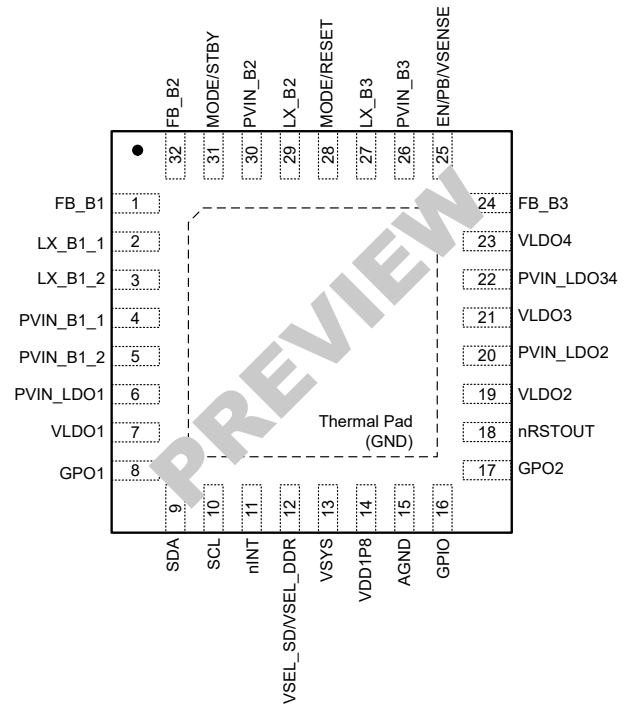 FB_B2
MODE/STBY
PVIN_B2
LX_B2
MODE/RESET
LX_B3
PVIN_B3
EN/PB/VSENSE
32
31
30
29
28
27
26
25
FB_B1 1
LX_B1_1 2
LX_B1_2 3
PVIN_B1_1 4
PVIN_B1_2 5
PVIN_LDO1 6
VLDO1 7
GPO1 8
24 FB_B3
23 VLDO4
22 PVIN_LDO34
21 VLDO3
20 PVIN_LDO2
19 VLDO2
18 nRSTOUT
17 GPO2
PREVIEW
Thermal Pad
(GND)
9
10
11
12
13
14
15
16
SDA
SCL
nINT
VSEL_SD/VSEL_DDR
VSYS
VDD1P8
AGND
GPIO